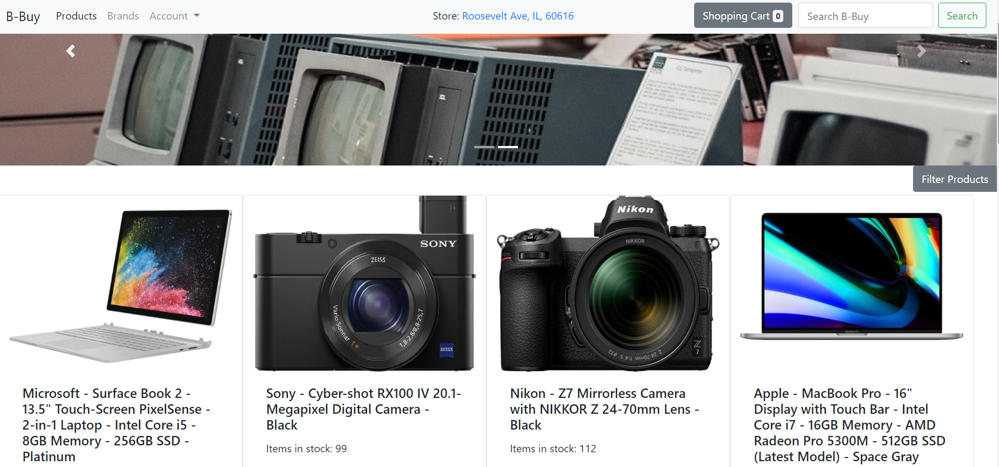 B-Buy Products Brands Account Store: Roosevelt Ave, IL, 60616 Shopping Cart 0 Search B-Buy Search
Filter Products
SONY
ZEISS
Vario-Sonnar T*
1,8-2,8/8,8-25,7
ZEISS
T*
Nikon
NIKKOR
Z 24-70mm 1:4 S ø72
Z
7
MacBook Pro
Microsoft - Surface Book 2 -
13.5" Touch-Screen PixelSense -
2-in-1 Laptop - Intel Core i5 -
8GB Memory - 256GB SSD -
Platinum
Sony - Cyber-shot RX100 IV 20.1-
Megapixel Digital Camera -
Black
Items in stock: 99
Nikon - Z7 Mirrorless Camera
with NIKKOR Z 24-70mm Lens -
Black
Items in stock: 112
Apple - MacBook Pro - 16"
Display with Touch Bar - Intel
Core i7 - 16GB Memory - AMD
Radeon Pro 5300M - 512GB SSD
(Latest Model) - Space Gray